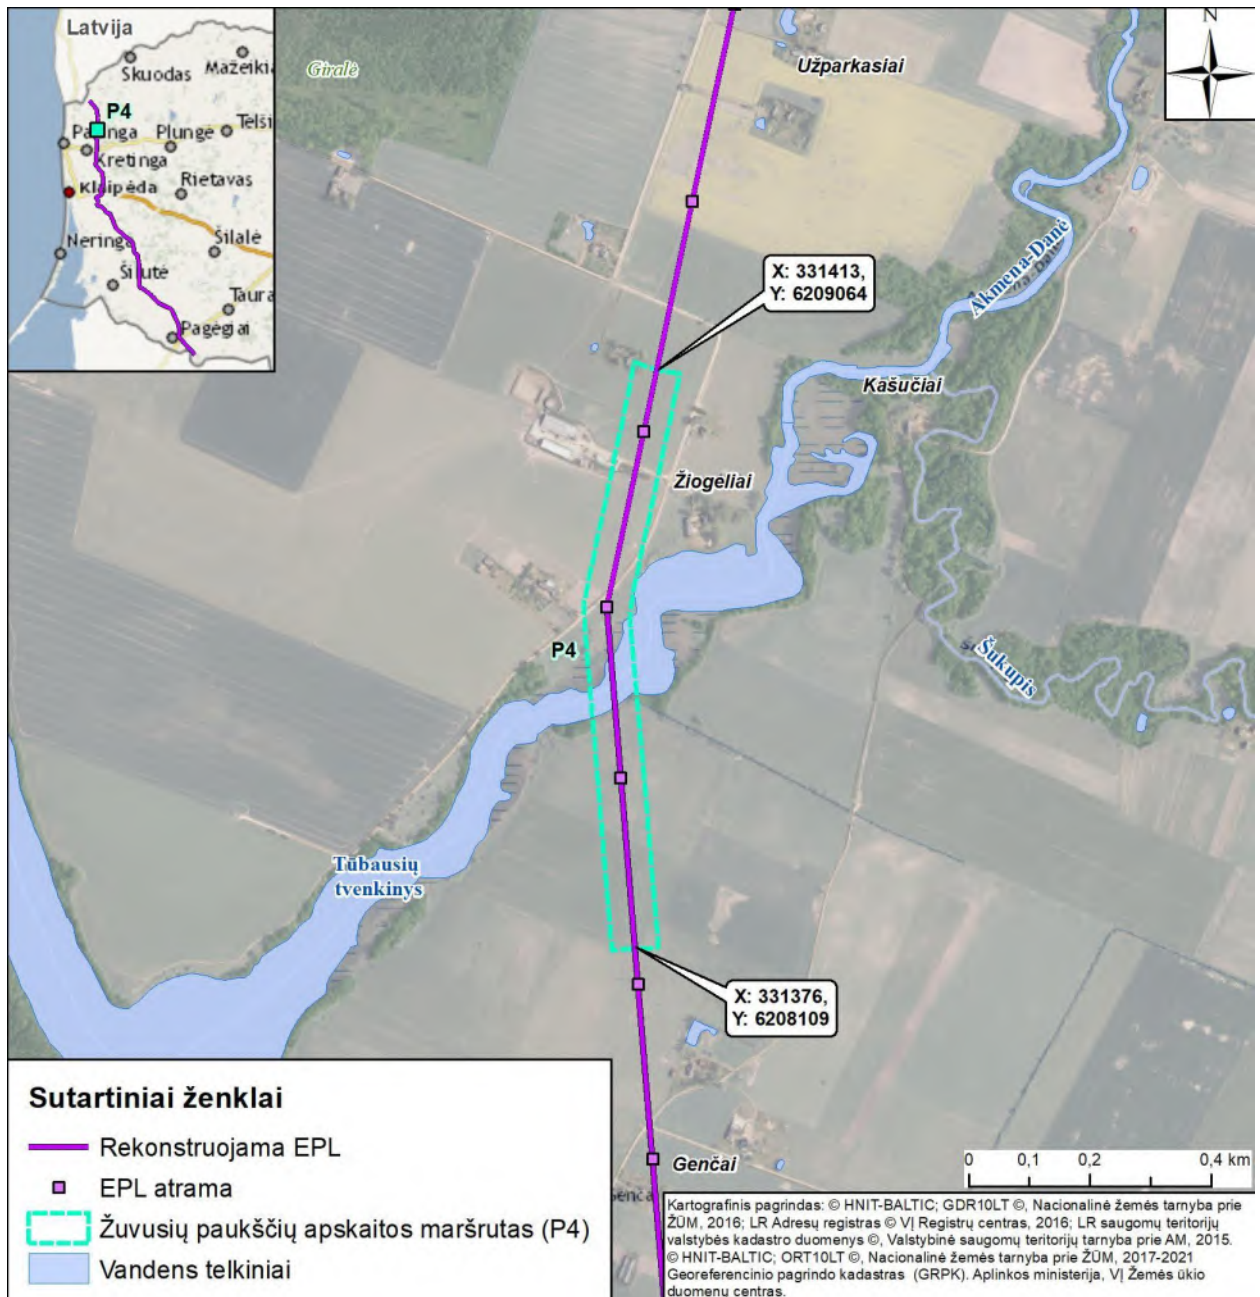 Latvija
Skuodas
Mažeikia
P4
Palanga
Plungė
Telši
Kretinga
Klaipėda
Rietavas
Neringa
Šilalė
Šilutė
Taura
Pagėgiai
Giralė
Užparkasiai
N
X: 331413,
Y: 6209064
Akmena-Danė
Kašučiai
Žiogeliai
P4
Šukupis
Tūbausių
tvenkinys
X: 331376,
Y: 6208109
Genčai
Sutartiniai ženklai
Rekonstruojama EPL
EPL atrama
Žuvusių paukščių apskaitos maršrutas (P4)
Vandens telkiniai
0 0,1 0,2 0,4 km
Kartografinis pagrindas: © HNIT-BALTIC; GDR10LT ©, Nacionalinė žemės tarnyba prie
ŽŪM, 2016; LR Adresų registras © VĮ Registrų centras, 2016; LR saugomų teritorijų
valstybės kadastro duomenys ©, Valstybinė saugomų teritorijų tarnyba prie AM, 2015.
© HNIT-BALTIC; ORT10LT ©, Nacionalinė žemės tarnyba prie ŽŪM, 2017-2021
Georeferencinio pagrindo kadastras (GRPK). Aplinkos ministerija, VĮ Žemės ūkio
duomenų centras.